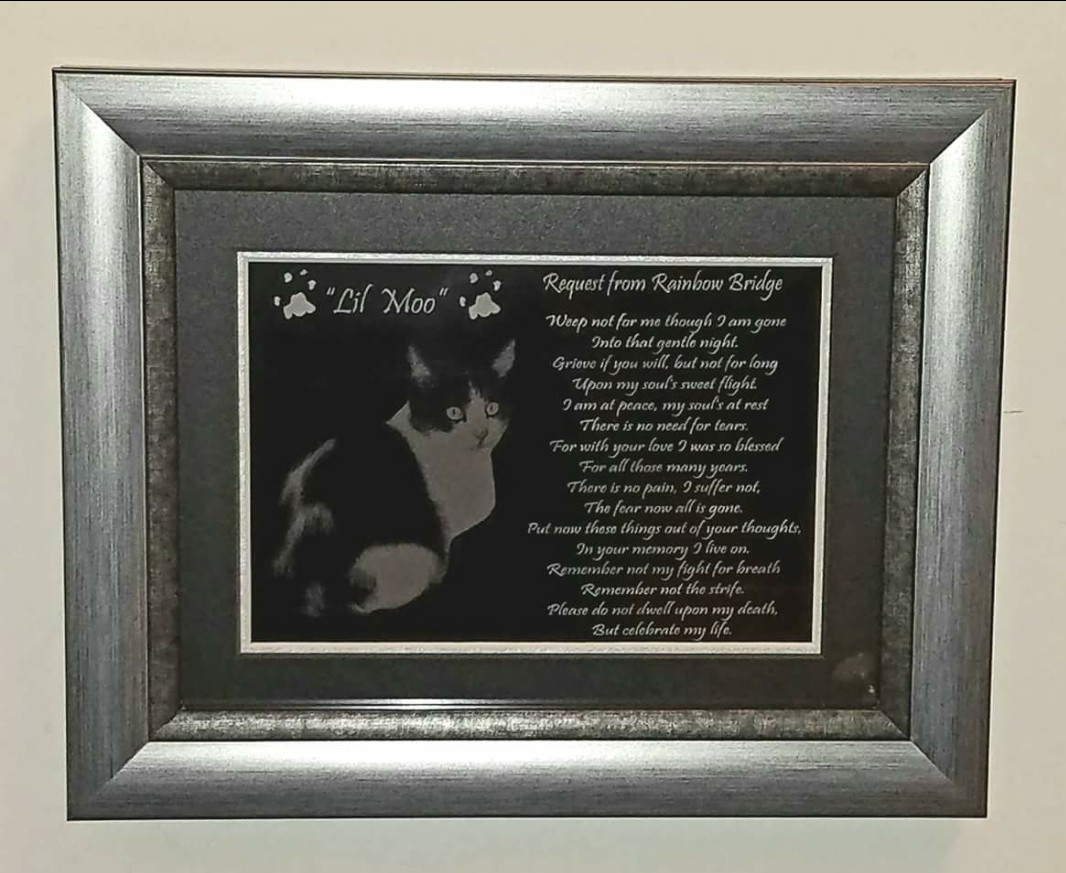 "Lil Moo"
Request from Rainbow Bridge
Weep not for me though I am gone
Into that gentle night.
Grieve if you will, but not for long
Upon my soul's sweet flight.
I am at peace, my soul's at rest
There is no need for tears.
For with your love I was so blessed
For all those many years.
There is no pain, I suffer not,
The fear now all is gone.
Put now these things out of your thoughts,
In your memory I live on.
Remember not my fight for breath
Remember not the strife.
Please do not dwell upon my death,
But celebrate my life.